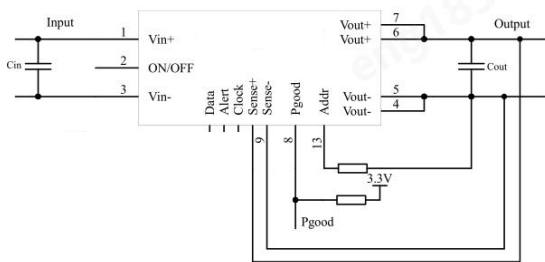 Input
Output
1
Vin+
Vout+
7
Vout+
6
Cin
2
ON/OFF
Cout
3
Vin-
Vout-
5
Vout-
4
Data
Alert
Clock
Sense+
Sense-
Pgood
Addr
9
8
13
3.3V
Pgood